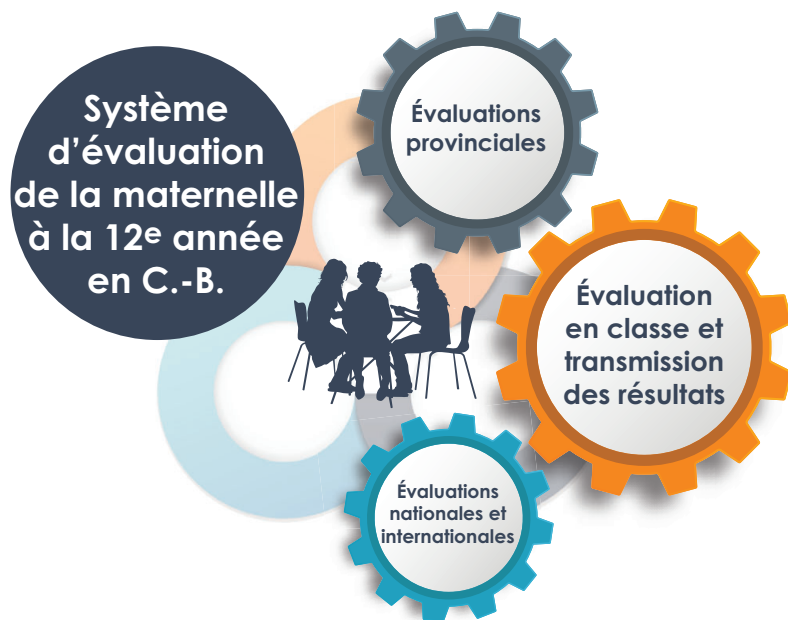 Système
d'évaluation
de la maternelle
à la 12e année
en C.-B.
Évaluations
provinciales
Évaluation
en classe et
transmission
des résultats
Évaluations
nationales et
internationales